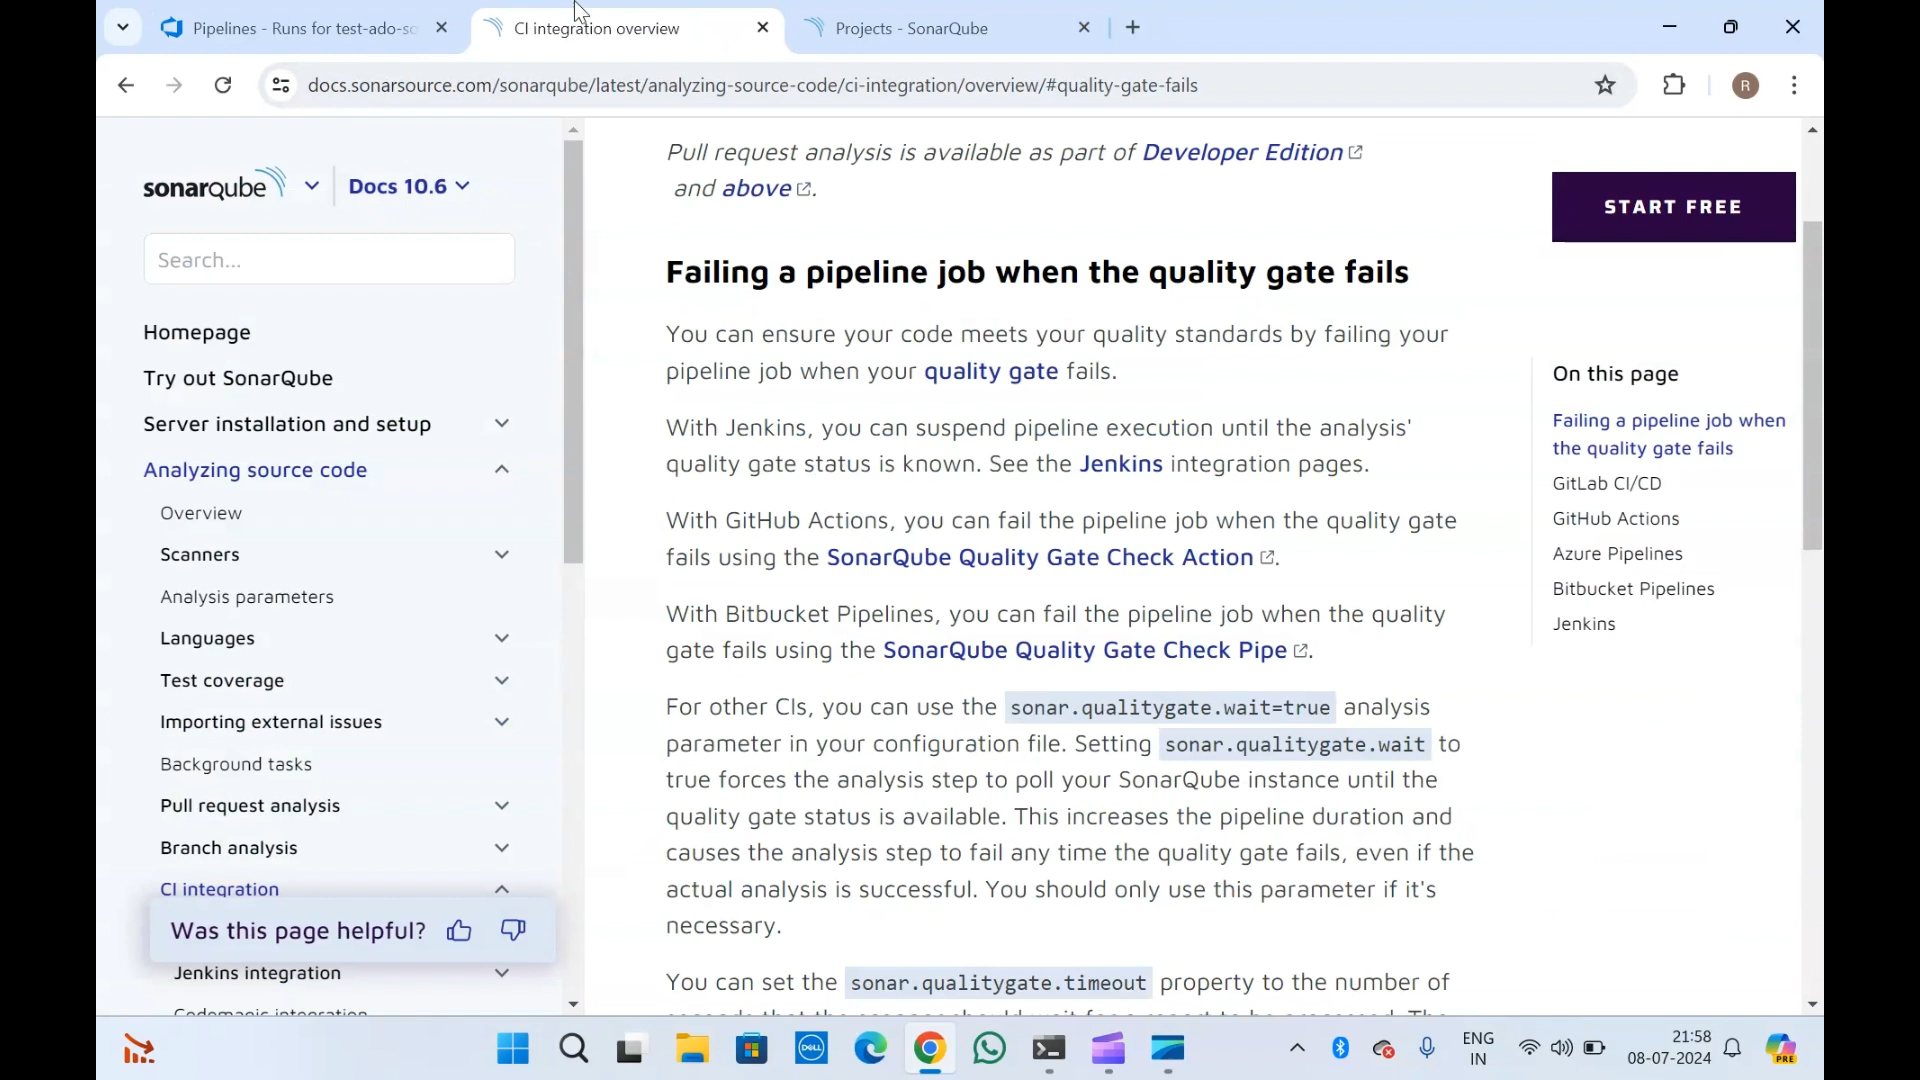 Pipelines - Runs for test-ado-so
CI integration overview
Projects - SonarQube
docs.sonarsource.com/sonarqube/latest/analyzing-source-code/ci-integration/overview/#quality-gate-fails
R
sonarqube
Docs 10.6
Search...
Homepage
Try out SonarQube
Server installation and setup
Analyzing source code
Overview
Scanners
Analysis parameters
Languages
Test coverage
Importing external issues
Background tasks
Pull request analysis
Branch analysis
CI integration
Was this page helpful?
Jenkins integration
Codemagic integration
Pull request analysis is available as part of Developer Edition
and above.
Failing a pipeline job when the quality gate fails
You can ensure your code meets your quality standards by failing your
pipeline job when your quality gate fails.
With Jenkins, you can suspend pipeline execution until the analysis'
quality gate status is known. See the Jenkins integration pages.
With GitHub Actions, you can fail the pipeline job when the quality gate
fails using the SonarQube Quality Gate Check Action.
With Bitbucket Pipelines, you can fail the pipeline job when the quality
gate fails using the SonarQube Quality Gate Check Pipe.
For other CIs, you can use the sonar.qualitygate.wait=true analysis
parameter in your configuration file. Setting sonar.qualitygate.wait to
true forces the analysis step to poll your SonarQube instance until the
quality gate status is available. This increases the pipeline duration and
causes the analysis step to fail any time the quality gate fails, even if the
actual analysis is successful. You should only use this parameter if it's
necessary.
You can set the sonar.qualitygate.timeout property to the number of
START FREE
On this page
Failing a pipeline job when
the quality gate fails
GitLab CI/CD
GitHub Actions
Azure Pipelines
Bitbucket Pipelines
Jenkins
DELL
ENG
IN
21:58
08-07-2024
PRE